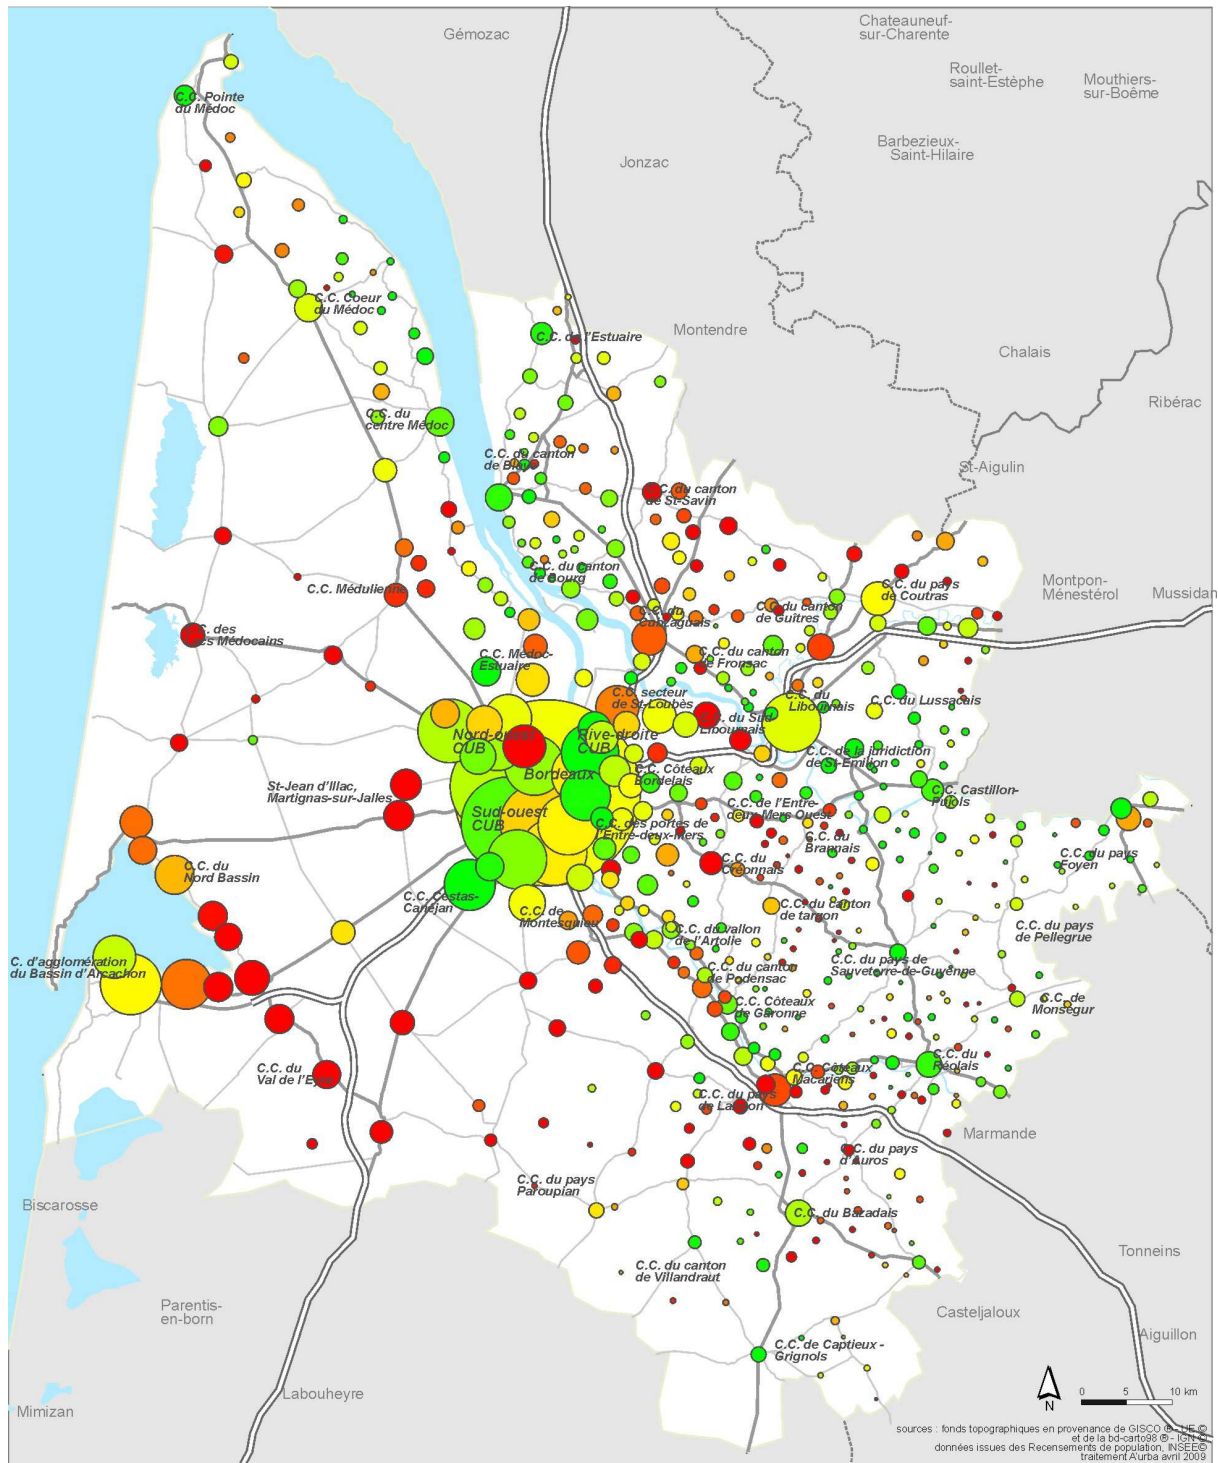 Chateauneuf-
sur-Charente
Gémozac
Roullet-
saint-Estèphe
Mouthiers-
sur-Boême
C.C. Pointe
du Médoc
Barbezieux-
Saint-Hilaire
Jonzac
C.C. Coeur
du Médoc
C.C. de l'Estuaire
Montendre
Chalais
Ribérac
C.C. du
centre Médoc
C.C. du canton
de Blaye
St-Aigulin
C.C. du canton
de St-Savin
C.C. du canton
de Bourg
C.C. Médulienne
C.C. du pays
de Coutras
Montpon-
Ménestérol
Mussidan
C.C. du
Cubzaguais
C.C. du canton
de Guîtres
C.C. des
Lacs Médocains
C.C. Médoc-
Estuaire
C.C. du canton
de Fronsac
C.C. secteur
de St-Loubès
C.C. du
Libournais
C.C. du Lussacais
C.C. du Sud
Libournais
Nord-ouest
CUB
Rive-droite
CUB
C.C. de la juridiction
de St-Emilion
Bordeaux
C.C. Côteaux
Bordelais
St-Jean d'Illac,
Martignas-sur-Jalles
C.C. Castillon-
Pujols
C.C. de l'Entre-
deux-Mers Ouest
Sud-ouest
CUB
C.C. des portes de
l'Entre-deux-Mers
C.C. du
Brannais
C.C. du
Créonnais
C.C. du pays
Foyen
C.C. du
Nord Bassin
C.C. Cestas-
Canéjan
C.C. de
Montesquieu
C.C. du canton
de targon
C.C. du vallon
de l'Artolie
C.C. du pays
de Pellegrue
C. d'agglomération
du Bassin d'Arcachon
C.C. du canton
de Podensac
C.C. du pays de
Sauveterre-de-Guyenne
C.C. Côteaux
de Garonne
C.C. de
Monségur
C.C. du
Val de l'Eyre
C.C. Côteaux
Macariens
C.C. du
Réolais
C.C. du pays
de Langon
Marmande
C.C. du pays
d'Auros
C.C. du pays
Paroupian
Biscarosse
C.C. du Bazadais
Tonneins
C.C. du canton
de Villandraut
Parentis-
en-born
Casteljaloux
Aiguillon
C.C. de Captieux -
Grignols
Labouheyre
Mimizan
N
0 5 10 km
sources : fonds topographiques en provenance de GISCO ® - UE ©
et de la bd-carto98 ® - IGN ©
données issues des Recensements de population, INSEE©
traitement A'urba avril 2009